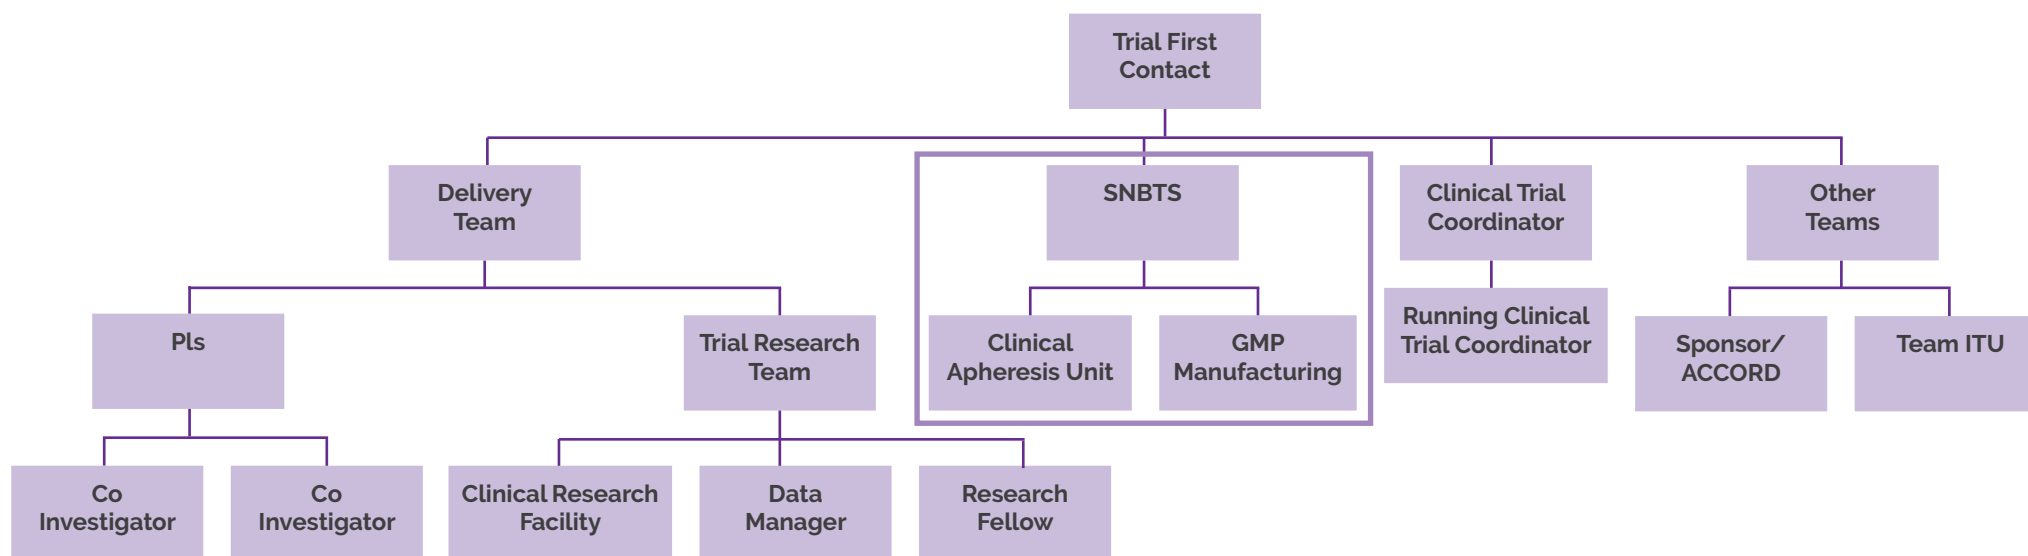 Trial First
Contact
Delivery
Team
SNBTS
Clinical Trial
Coordinator
Other
Teams
PIs
Trial Research
Team
Clinical
Apheresis Unit
GMP
Manufacturing
Running Clinical
Trial Coordinator
Sponsor/
ACCORD
Team ITU
Co
Investigator
Co
Investigator
Clinical Research
Facility
Data
Manager
Research
Fellow